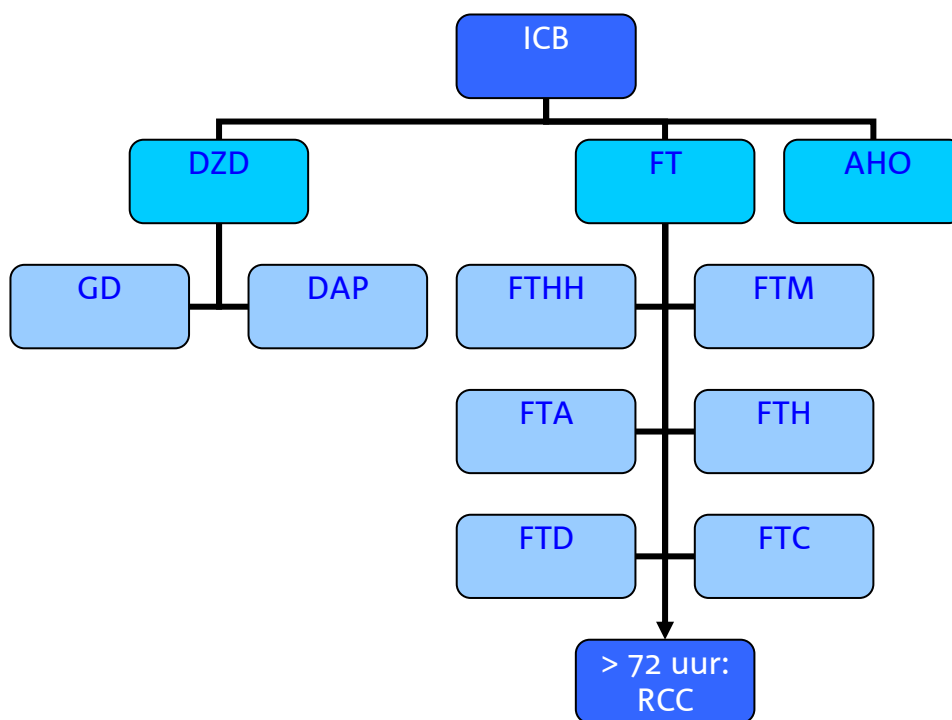 ICB
DZD
FT
AHO
GD
DAP
FTHH
FTM
FTA
FTH
FTD
FTC
> 72 uur:
RCC